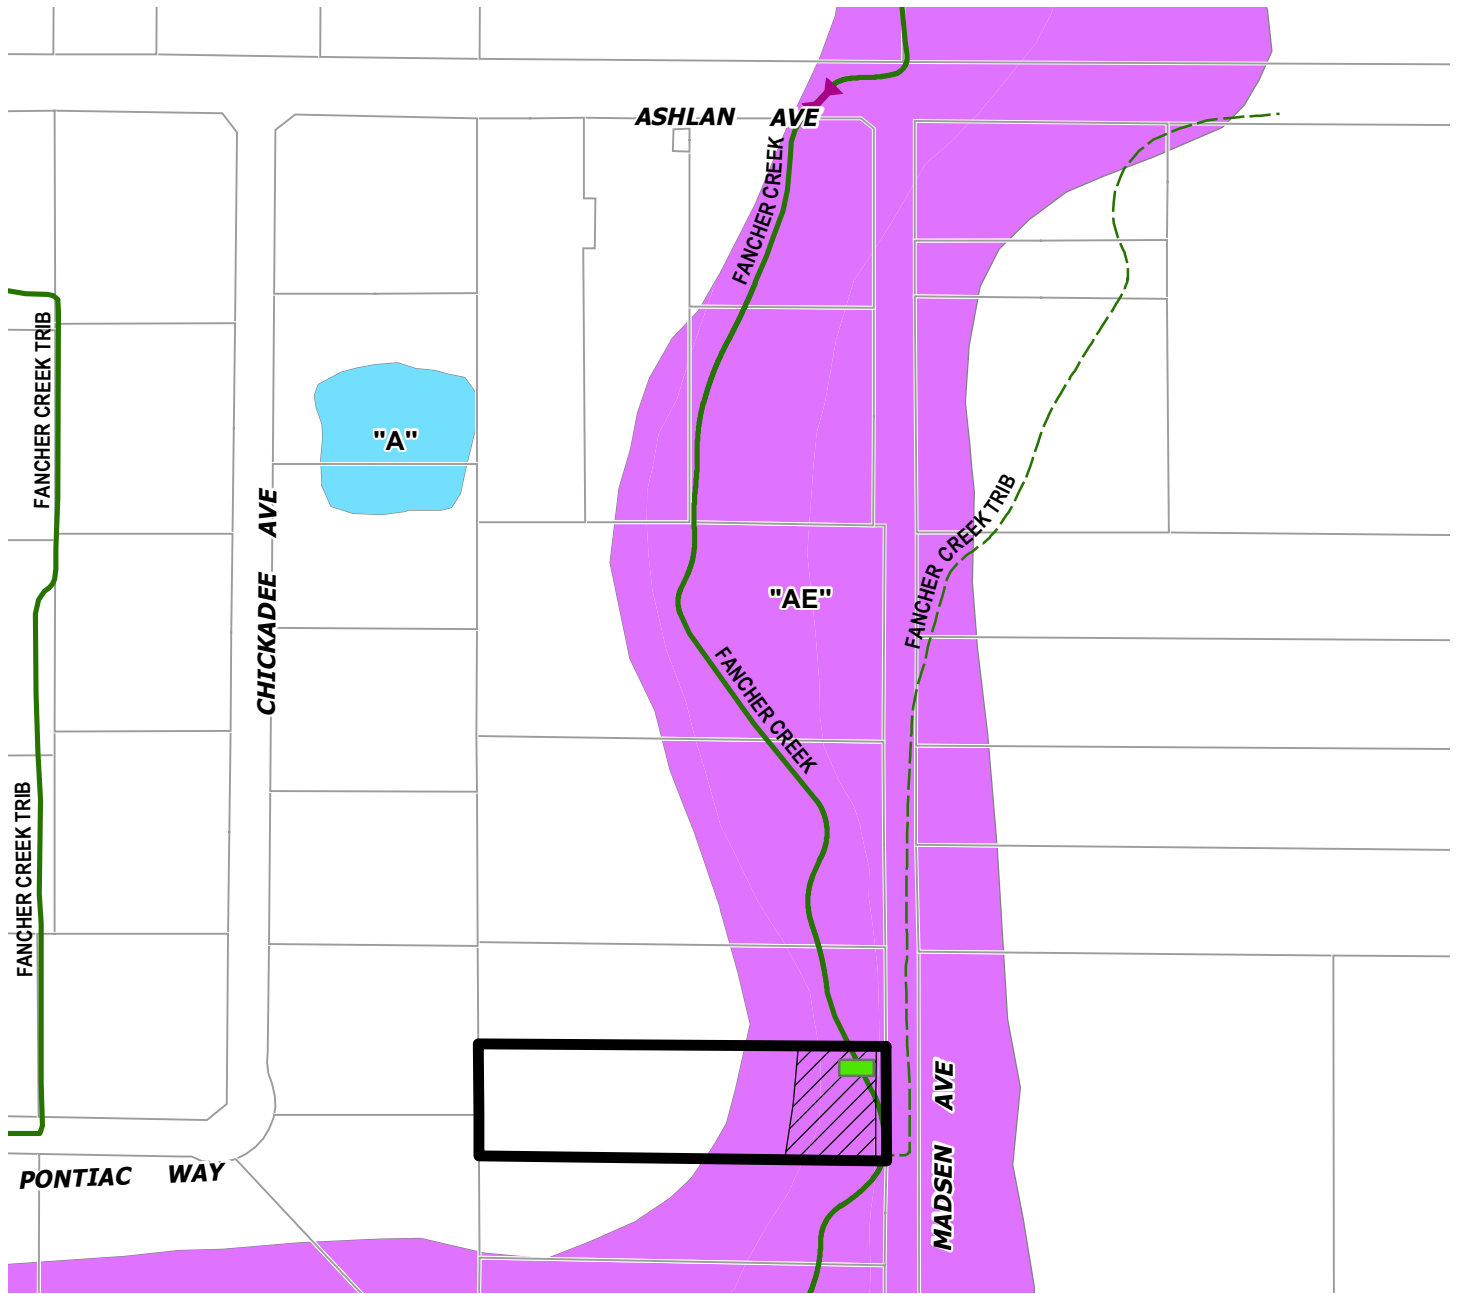 ASHLAN AVE
FANCHER CREEK
FANCHER CREEK TRIB
"A"
CHICKADEE AVE
FANCHER CREEK TRIB
"AE"
FANCHER CREEK
FANCHER CREEK TRIB
MADSEN AVE
PONTIAC WAY